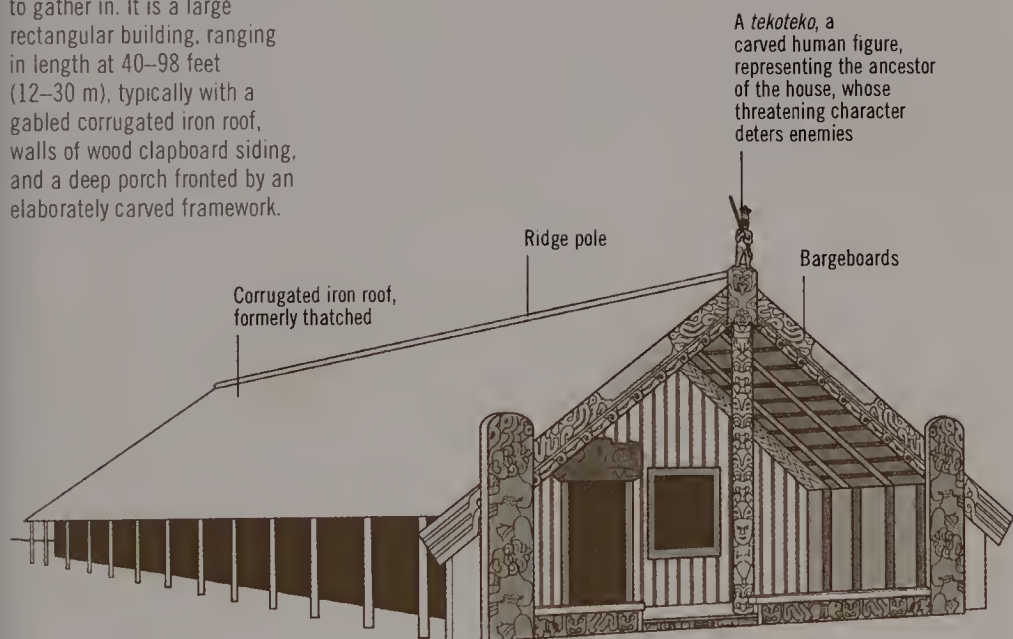 to gather in. It is a large
rectangular building, ranging
in length at 40–98 feet
(12–30 m), typically with a
gabled corrugated iron roof,
walls of wood clapboard siding,
and a deep porch fronted by an
elaborately carved framework.
A tekoteko, a
carved human figure,
representing the ancestor
of the house, whose
threatening character
deters enemies
Ridge pole
Bargeboards
Corrugated iron roof,
formerly thatched